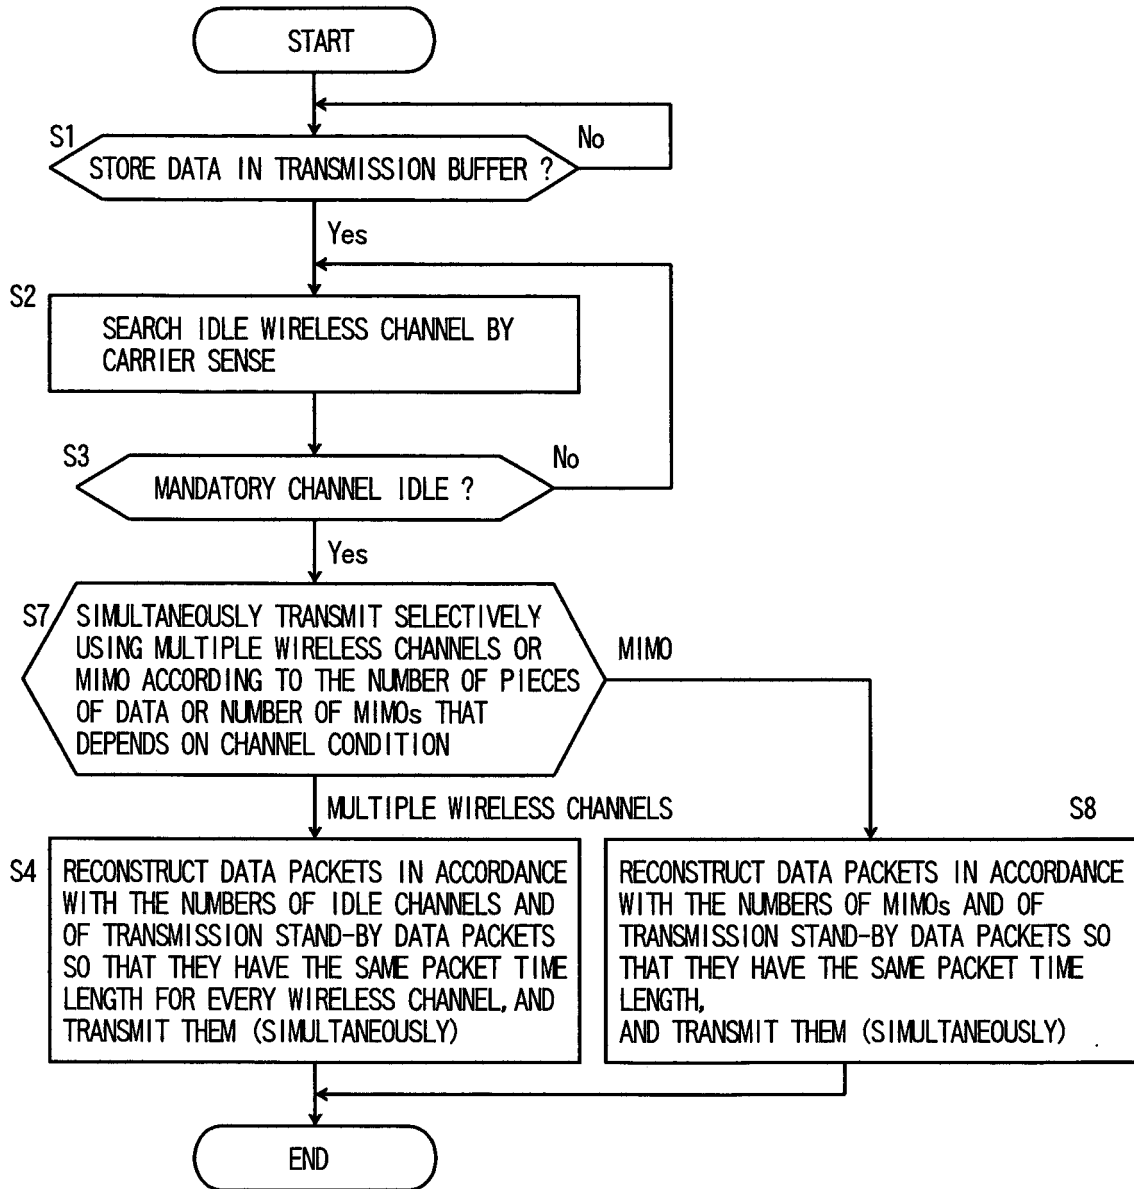 START
S1
No
STORE DATA IN TRANSMISSION BUFFER ?
Yes
S2
SEARCH IDLE WIRELESS CHANNEL BY
CARRIER SENSE
S3
No
MANDATORY CHANNEL IDLE ?
Yes
S7
SIMULTANEOUSLY TRANSMIT SELECTIVELY
USING MULTIPLE WIRELESS CHANNELS OR
MIMO ACCORDING TO THE NUMBER OF PIECES
OF DATA OR NUMBER OF MIMOs THAT
DEPENDS ON CHANNEL CONDITION
MIMO
MULTIPLE WIRELESS CHANNELS
S4
RECONSTRUCT DATA PACKETS IN ACCORDANCE
WITH THE NUMBERS OF IDLE CHANNELS AND
OF TRANSMISSION STAND-BY DATA PACKETS
SO THAT THEY HAVE THE SAME PACKET TIME
LENGTH FOR EVERY WIRELESS CHANNEL, AND
TRANSMIT THEM (SIMULTANEOUSLY)
S8
RECONSTRUCT DATA PACKETS IN ACCORDANCE
WITH THE NUMBERS OF MIMOs AND OF
TRANSMISSION STAND-BY DATA PACKETS SO
THAT THEY HAVE THE SAME PACKET TIME
LENGTH,
AND TRANSMIT THEM (SIMULTANEOUSLY)
END